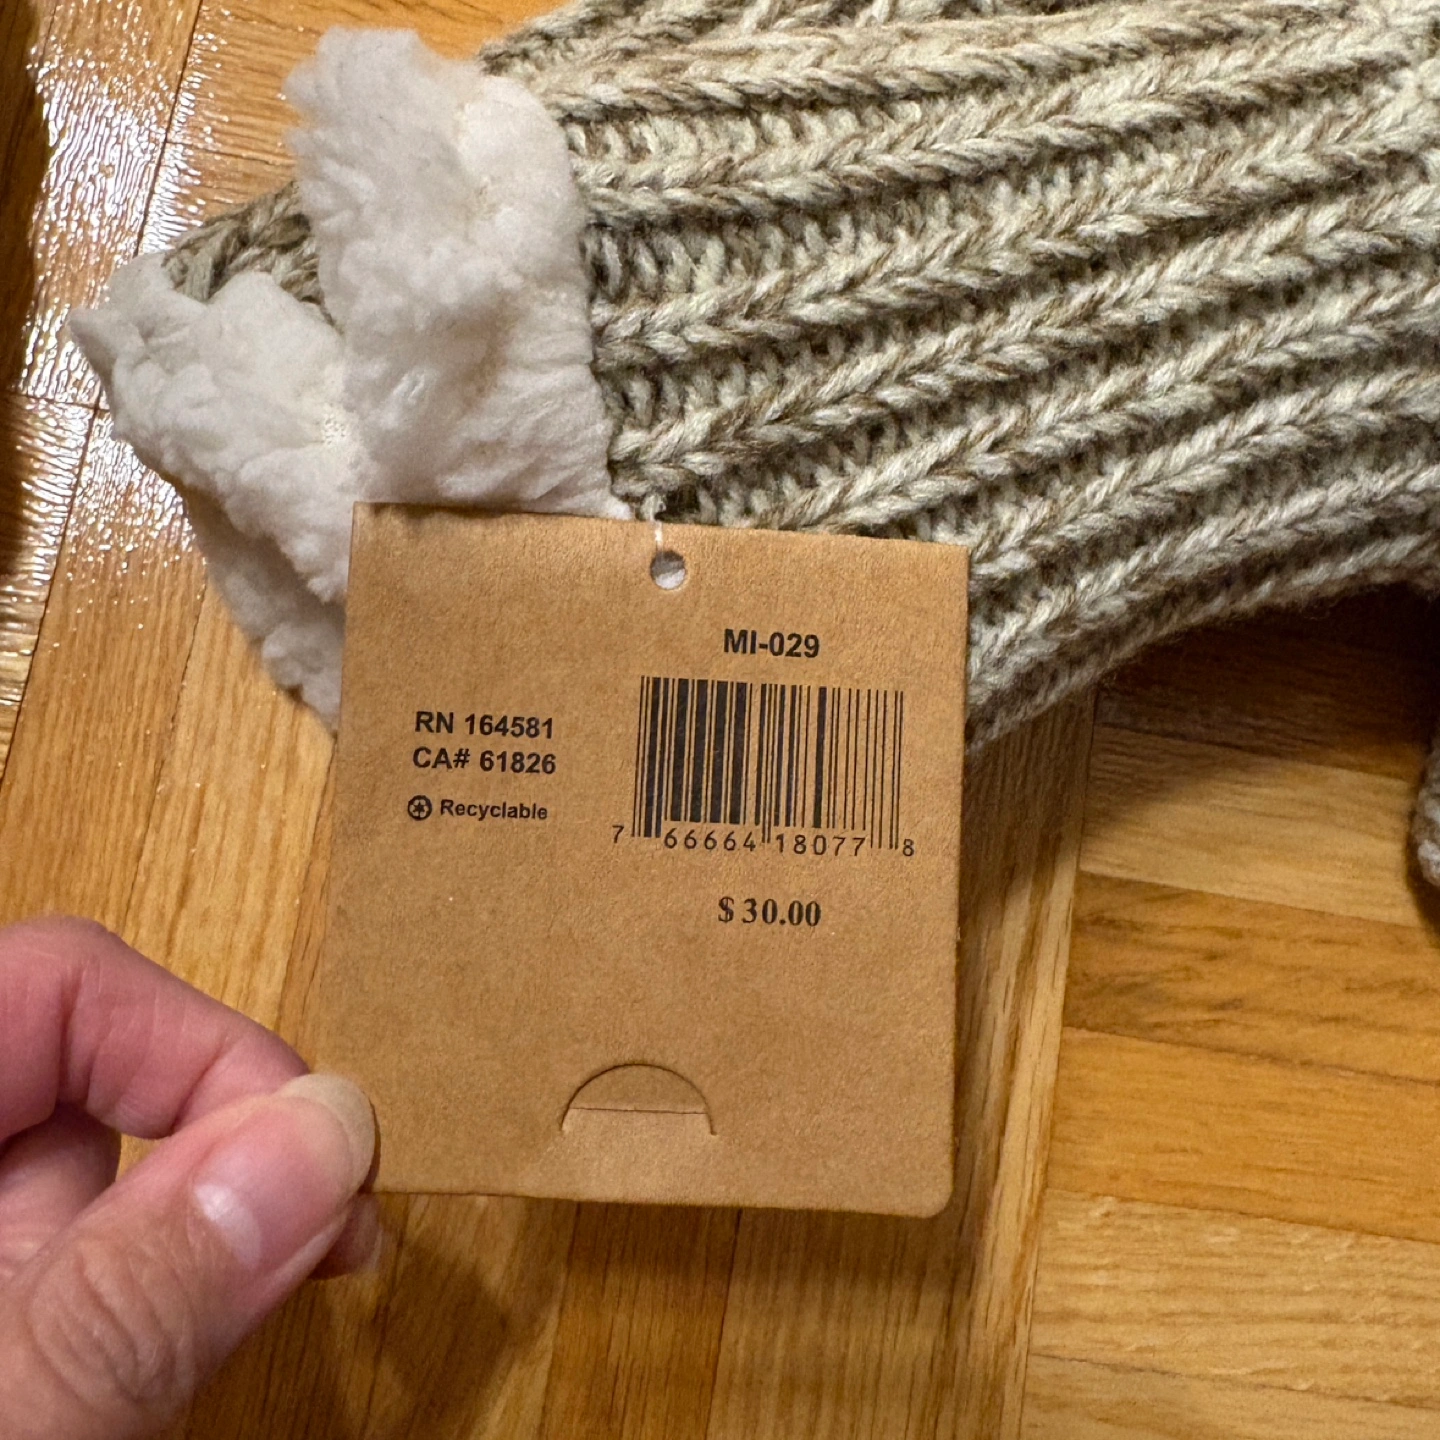 MI-029
RN 164581
CA# 61826
Recyclable
7 66664 18077 8
$ 30.00